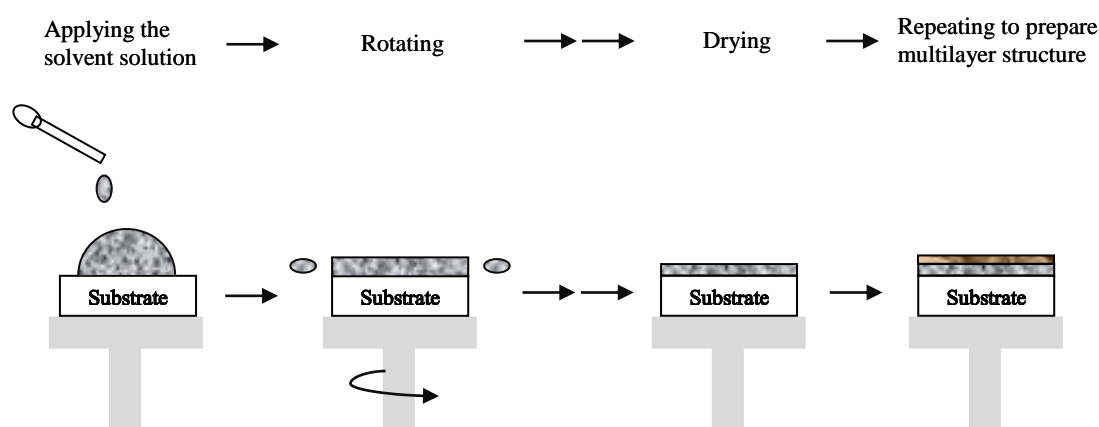 Applying the
solvent solution
Rotating
Drying
Repeating to prepare
multilayer structure
Substrate
Substrate
Substrate
Substrate